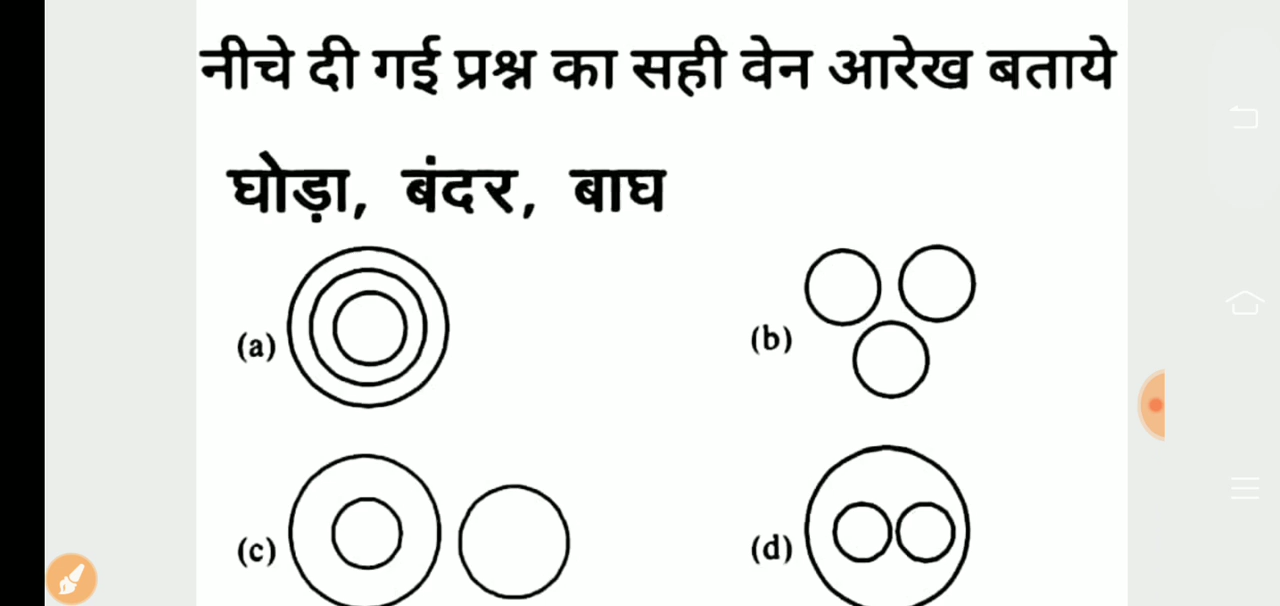 नीचे दी गई प्रश्न का सही वेन आरेख बताये
घोड़ा, बंदर, बाघ
(a)
(b)
(c)
(d)